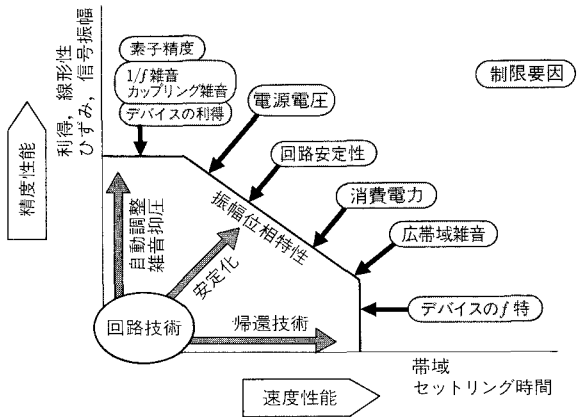 素子精度
1/f雑音
カップリング雑音
デバイスの利得
制限要因
電源電圧
回路安定性
消費電力
広帯域雑音
デバイスのf特
利得，線形性
ひずみ，信号振幅
精度性能
自動調整
雑音抑圧
振幅位相特性
安定化
回路技術
帰還技術
帯域
セットリング時間
速度性能